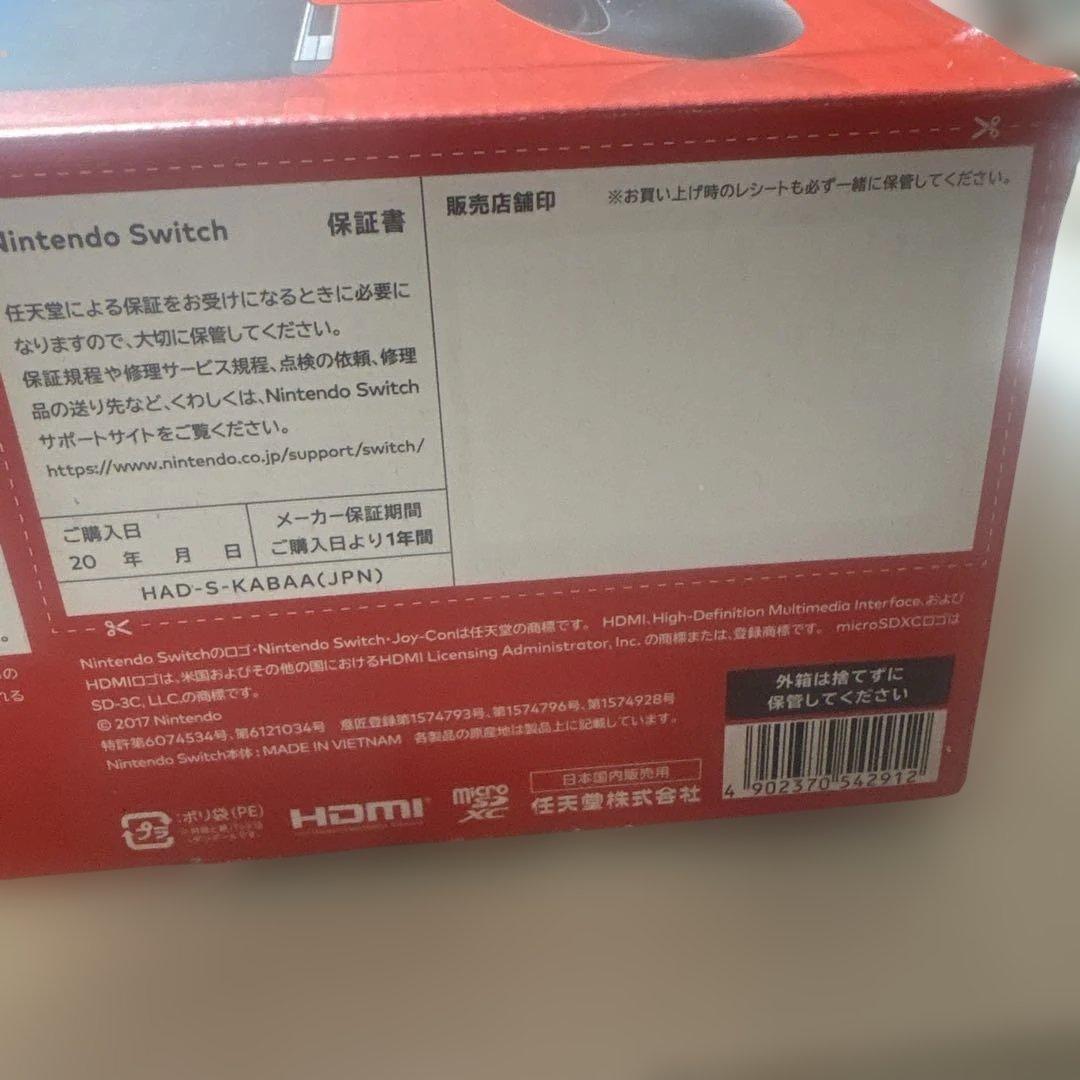 Nintendo Switch 保証書
任天堂による保証をお受けになるときに必要に
なりますので、大切に保管してください。
保証規程や修理サービス規程、点検の依頼、修理
品の送り先など、くわしくは、Nintendo Switch
サポートサイトをご覧ください。
https://www.nintendo.co.jp/support/switch/
ご購入日
20 年 月 日
メーカー保証期間
ご購入日より1年間
HAD-S-KABAA(JPN)
販売店舗印 ※お買い上げ時のレシートも必ず一緒に保管してください。
Nintendo Switchのロゴ・Nintendo Switch・Joy-Conは任天堂の商標です。 HDMI、High-Definition Multimedia Interface、および
HDMIロゴは、米国およびその他の国におけるHDMI Licensing Administrator, Inc. の商標または、登録商標です。 microSDXCロゴは
SD-3C, LLC.の商標です。
© 2017 Nintendo
特許第6074534号、第6121034号 意匠登録第1574793号、第1574796号、第1574928号
Nintendo Switch本体 : MADE IN VIETNAM 各製品の原産地は製品上に記載しています。
外箱は捨てずに
保管してください
4 902370 542912
プラ :ポリ袋(PE)
HDMI
micro SD XC
日本国内販売用
任天堂株式会社